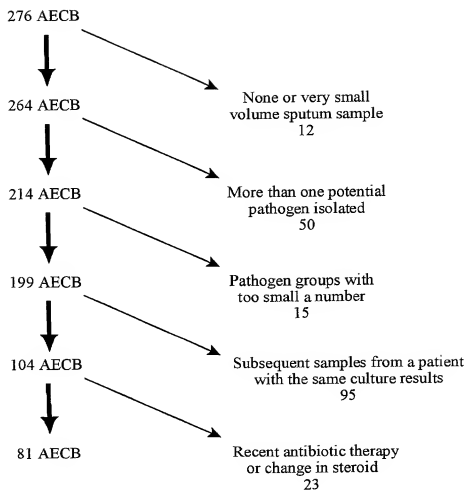 276 AECB
None or very small
volume sputum sample
12
264 AECB
More than one potential
pathogen isolated
50
214 AECB
Pathogen groups with
too small a number
15
199 AECB
Subsequent samples from a patient
with the same culture results
95
104 AECB
Recent antibiotic therapy
or change in steroid
23
81 AECB